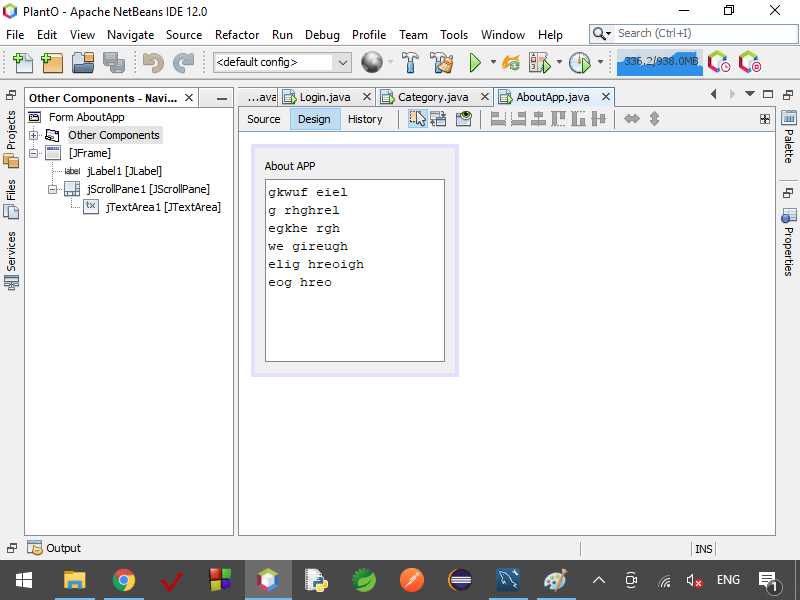 PlantO - Apache NetBeans IDE 12.0
File Edit View Navigate Source Refactor Run Debug Profile Team Tools Window Help
Search (Ctrl+I)
<default config>
336,2/938.0MB
Other Components - Navi...
...ava Login.java Category.java AboutApp.java
Source Design History
Projects
Files
Services
Form AboutApp
Other Components
[JFrame]
label jLabel1 [JLabel]
jScrollPane1 [JScrollPane]
tx jTextArea1 [JTextArea]
About APP
gkwuf eiel
g rhghrel
egkhe rgh
we gireugh
elig hreoigh
eog hreo
Palette
Properties
Output
INS
ENG
1